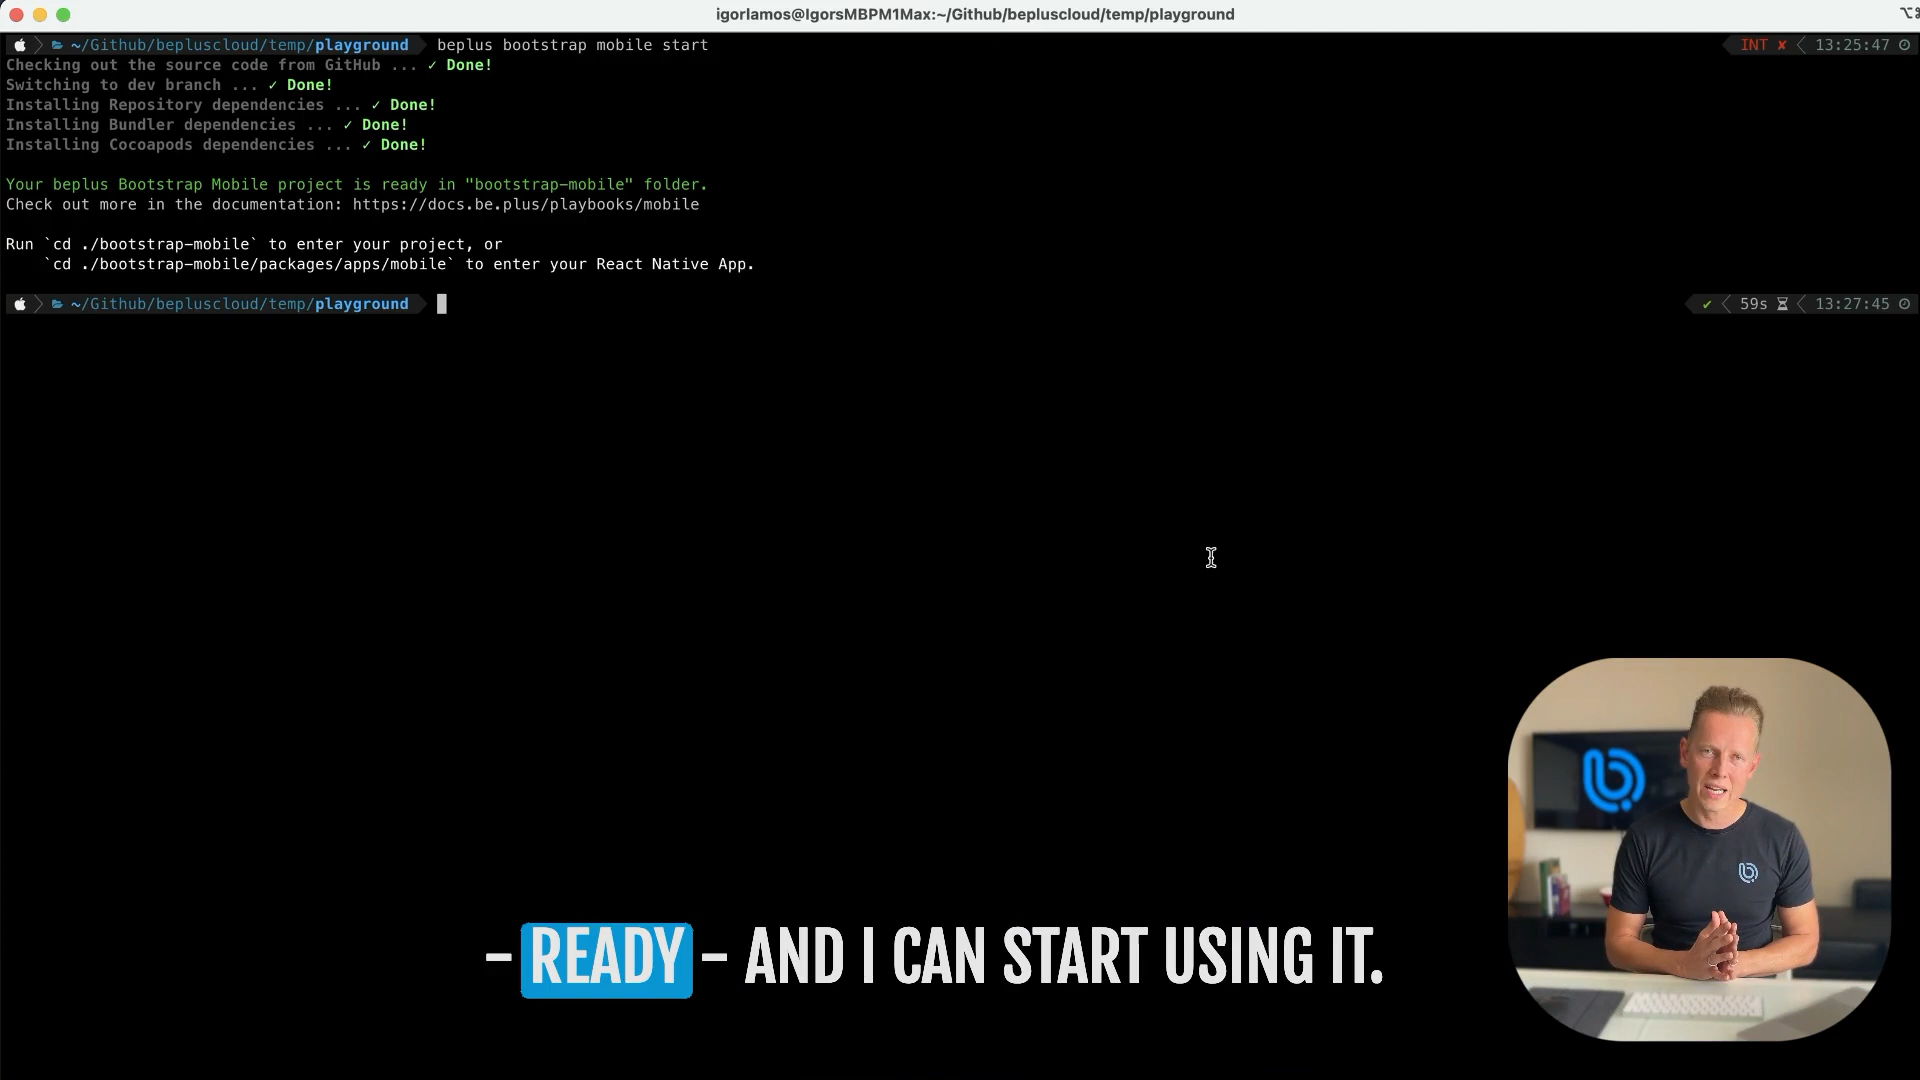 igorlamos@IgorsMBPM1Max:~/Github/bepluscloud/temp/playground
~/Github/bepluscloud/temp/playground beplus bootstrap mobile start INT ✘ 13:25:47
Checking out the source code from GitHub ... ✓ Done!
Switching to dev branch ... ✓ Done!
Installing Repository dependencies ... ✓ Done!
Installing Bundler dependencies ... ✓ Done!
Installing Cocoapods dependencies ... ✓ Done!
Your beplus Bootstrap Mobile project is ready in "bootstrap-mobile" folder.
Check out more in the documentation: https://docs.be.plus/playbooks/mobile
Run `cd ./bootstrap-mobile` to enter your project, or
`cd ./bootstrap-mobile/packages/apps/mobile` to enter your React Native App.
~/Github/bepluscloud/temp/playground ✔ 59s 13:27:45
- READY - AND I CAN START USING IT.